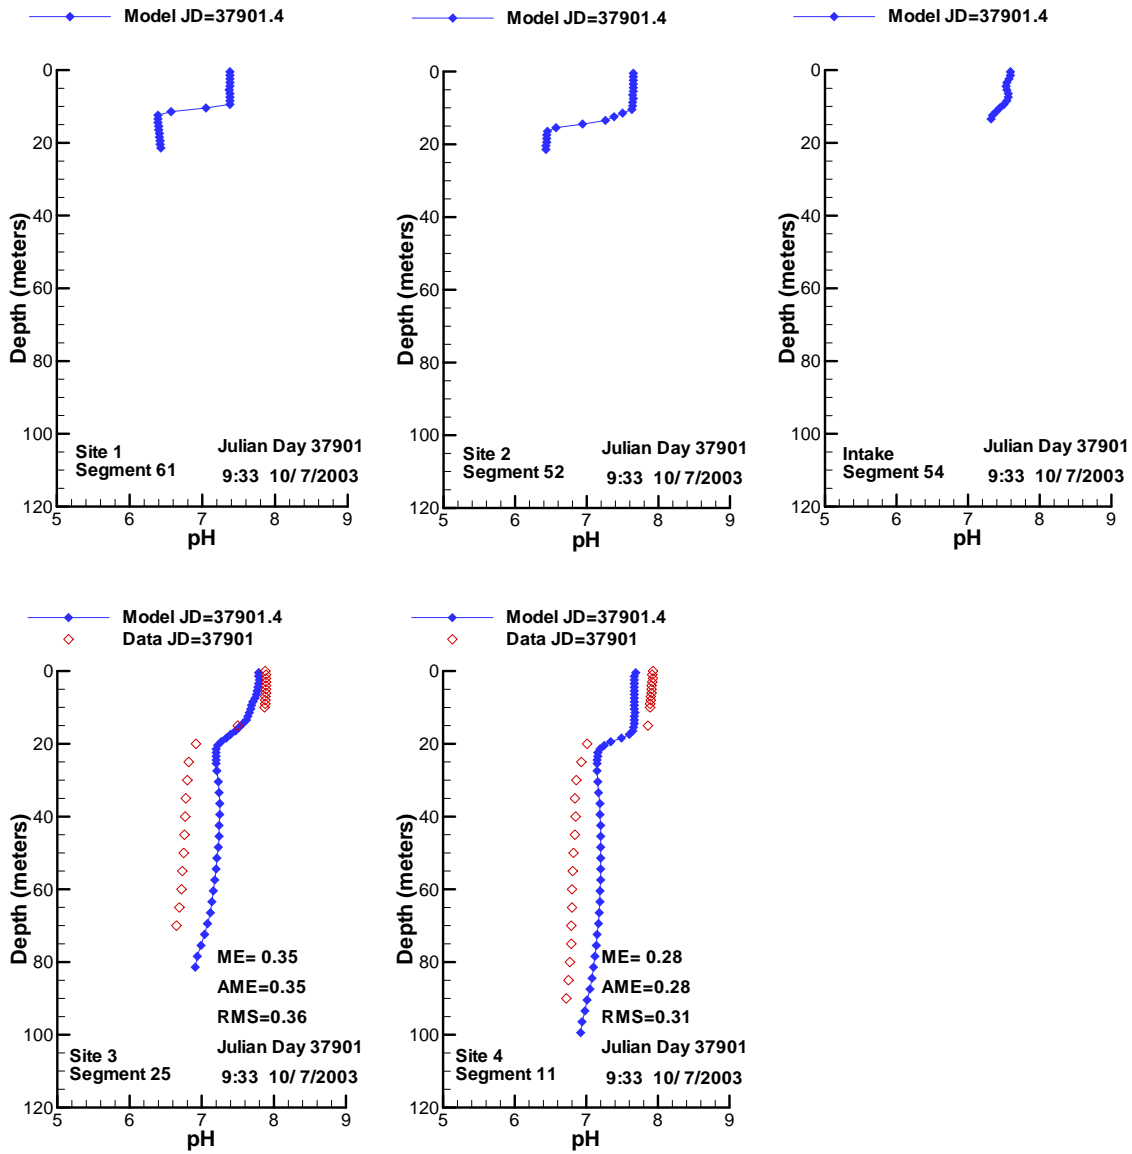 Model JD=37901.4
0
20
40
60
80
100
120
Depth (meters)
Site 1
Segment 61
Julian Day 37901
9:33 10/ 7/2003
5 6 7 8 9
pH
Model JD=37901.4
0
20
40
60
80
100
120
Depth (meters)
Site 2
Segment 52
Julian Day 37901
9:33 10/ 7/2003
5 6 7 8 9
pH
Model JD=37901.4
0
20
40
60
80
100
120
Depth (meters)
Intake
Segment 54
Julian Day 37901
9:33 10/ 7/2003
5 6 7 8 9
pH
Model JD=37901.4
Data JD=37901
0
20
40
60
80
100
120
Depth (meters)
ME= 0.35
AME=0.35
RMS=0.36
Site 3
Segment 25
Julian Day 37901
9:33 10/ 7/2003
5 6 7 8 9
pH
Model JD=37901.4
Data JD=37901
0
20
40
60
80
100
120
Depth (meters)
ME= 0.28
AME=0.28
RMS=0.31
Site 4
Segment 11
Julian Day 37901
9:33 10/ 7/2003
5 6 7 8 9
pH